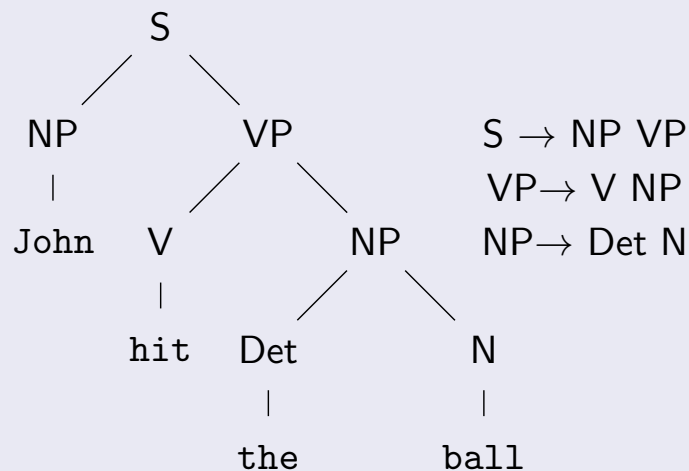 S
NP VP S → NP VP
VP→ V NP
John V NP NP→ Det N
hit Det N
the ball